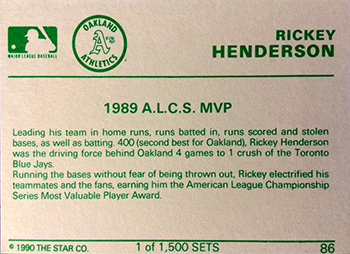 RICKEY
HENDERSON
MAJOR LEAGUE BASEBALL
OAKLAND
A's
ATHLETICS
1989 A.L.C.S. MVP
Leading his team in home runs, runs batted in, runs scored and stolen
bases, as well as batting. 400 (second best for Oakland), Rickey Henderson
was the driving force behind Oakland 4 games to 1 crush of the Toronto
Blue Jays.
Running the bases without fear of being thrown out, Rickey electrified his
teammates and the fans, earning him the American League Championship
Series Most Valuable Player Award.
© 1990 THE STAR CO.
1 of 1,500 SETS
86